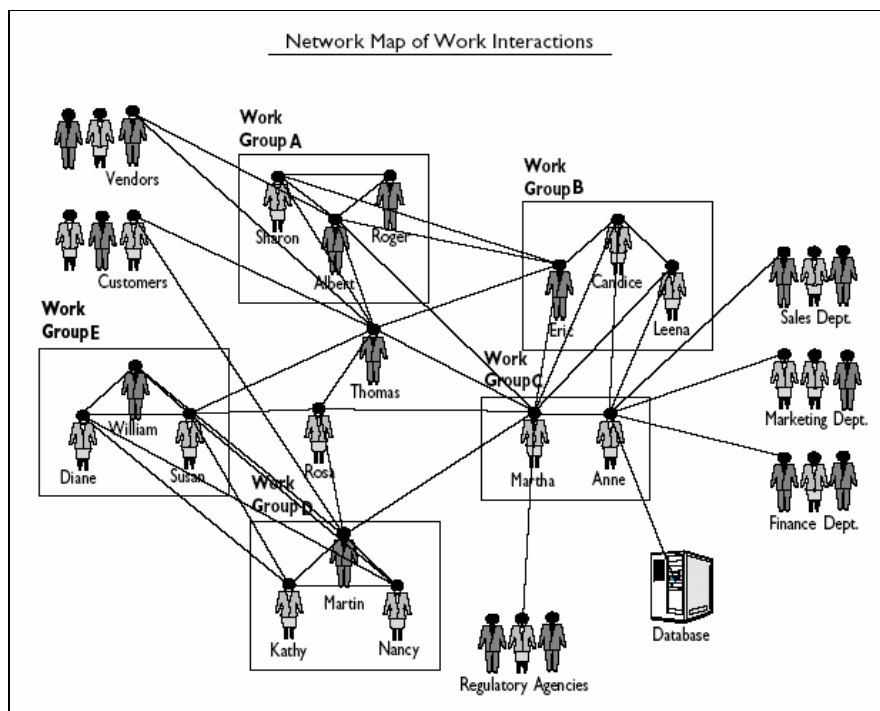 Network Map of Work Interactions
Work
Group A
Vendors
Sharon
Roger
Albert
Work
Group B
Candice
Eric
Leena
Customers
Sales Dept.
Work
Group E
Thomas
Work
Group C
William
Diane
Susan
Rosa
Martha
Anne
Marketing Dept.
Finance Dept.
Work
Group D
Martin
Kathy
Nancy
Database
Regulatory Agencies